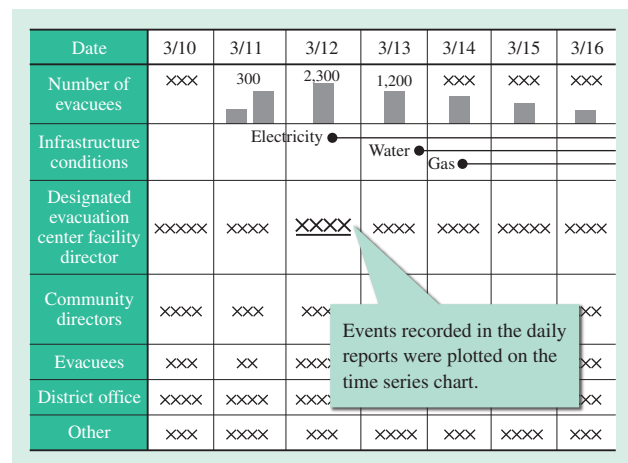 Date 3/10 3/11 3/12 3/13 3/14 3/15 3/16
Number of evacuees ××× 300 2,300 1,200 ××× ××× ×××
Infrastructure conditions Electricity Water Gas
Designated evacuation center facility director ××××× ×××× ×××× ×××× ×××× ××××× ××××
Community directors ×××× ××× ××× ××
Evacuees ××× ×× ××× ××
District office ×××× ×××× ××× ××
Other ××× ×××× ××× ×××× ××× ×××× ×××
Events recorded in the daily
reports were plotted on the
time series chart.